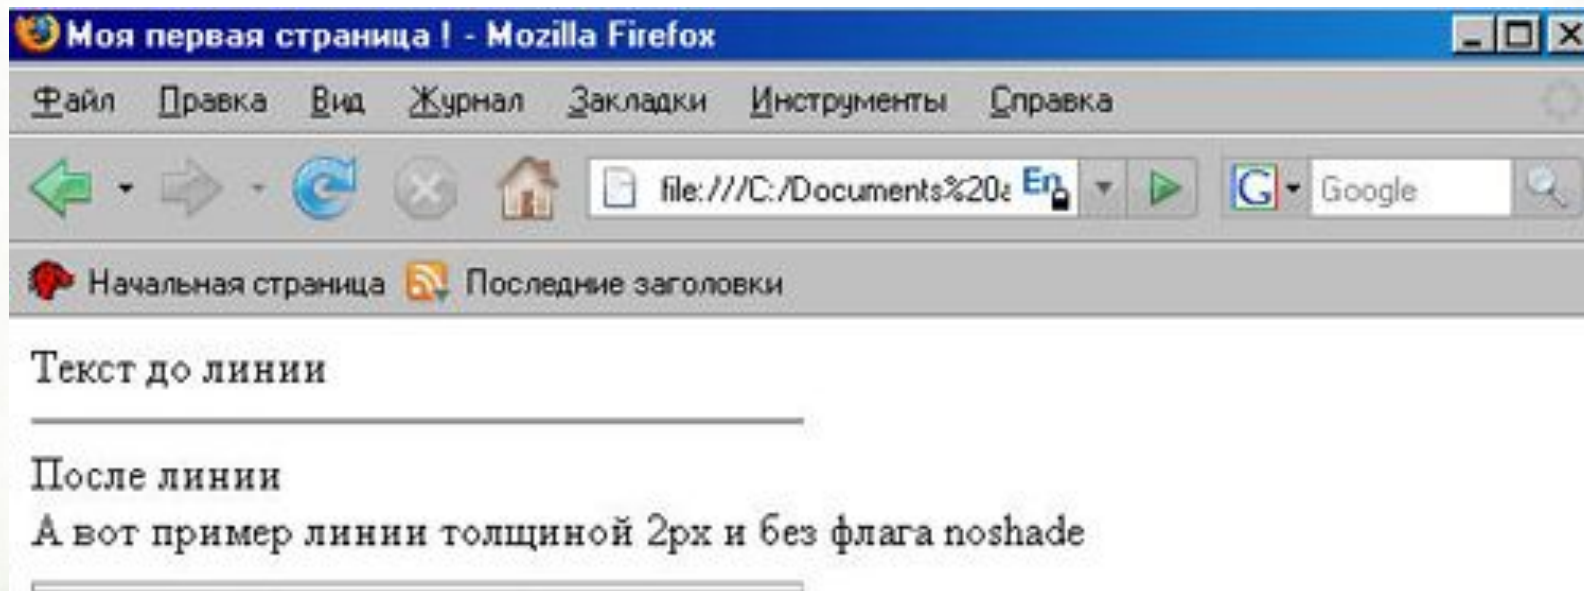 Моя первая страница ! - Mozilla Firefox
Файл Правка Вид Журнал Закладки Инструменты Справка
file:///C:/Documents%20a En G Google
Начальная страница Последние заголовки
Текст до линии
После линии
А вот пример линии толщиной 2px и без флага noshade